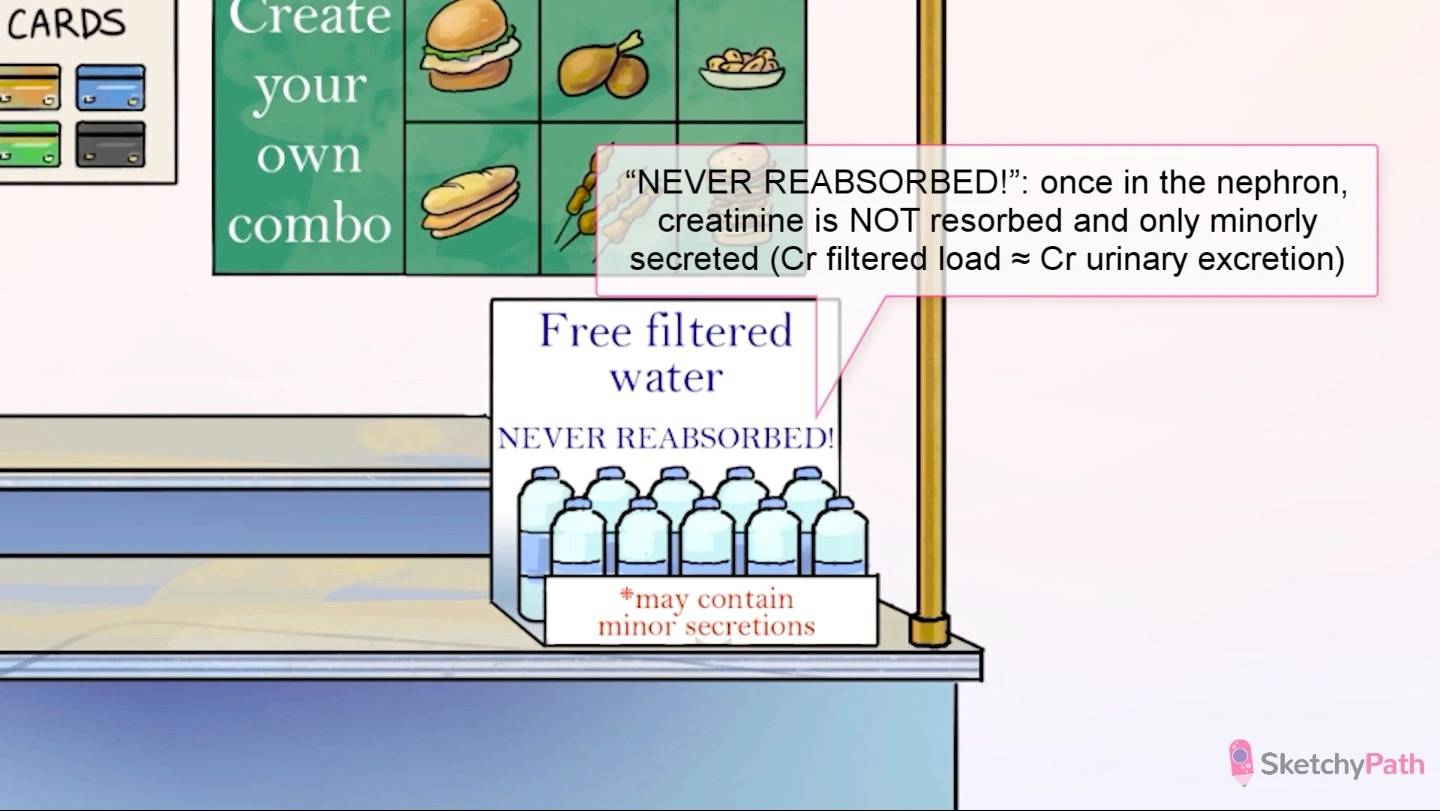 CARDS
Create
your
own
combo
“NEVER REABSORBED!”: once in the nephron,
creatinine is NOT resorbed and only minorly
secreted (Cr filtered load ≈ Cr urinary excretion)
Free filtered
water
NEVER REABSORBED!
*may contain
minor secretions
SketchyPath